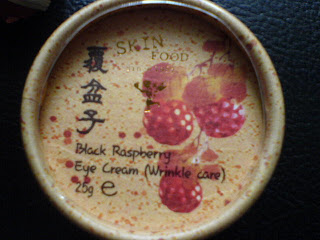 SKIN
FOOD
覆盆子
Black Raspberry
Eye Cream (Wrinkle care)
25g e